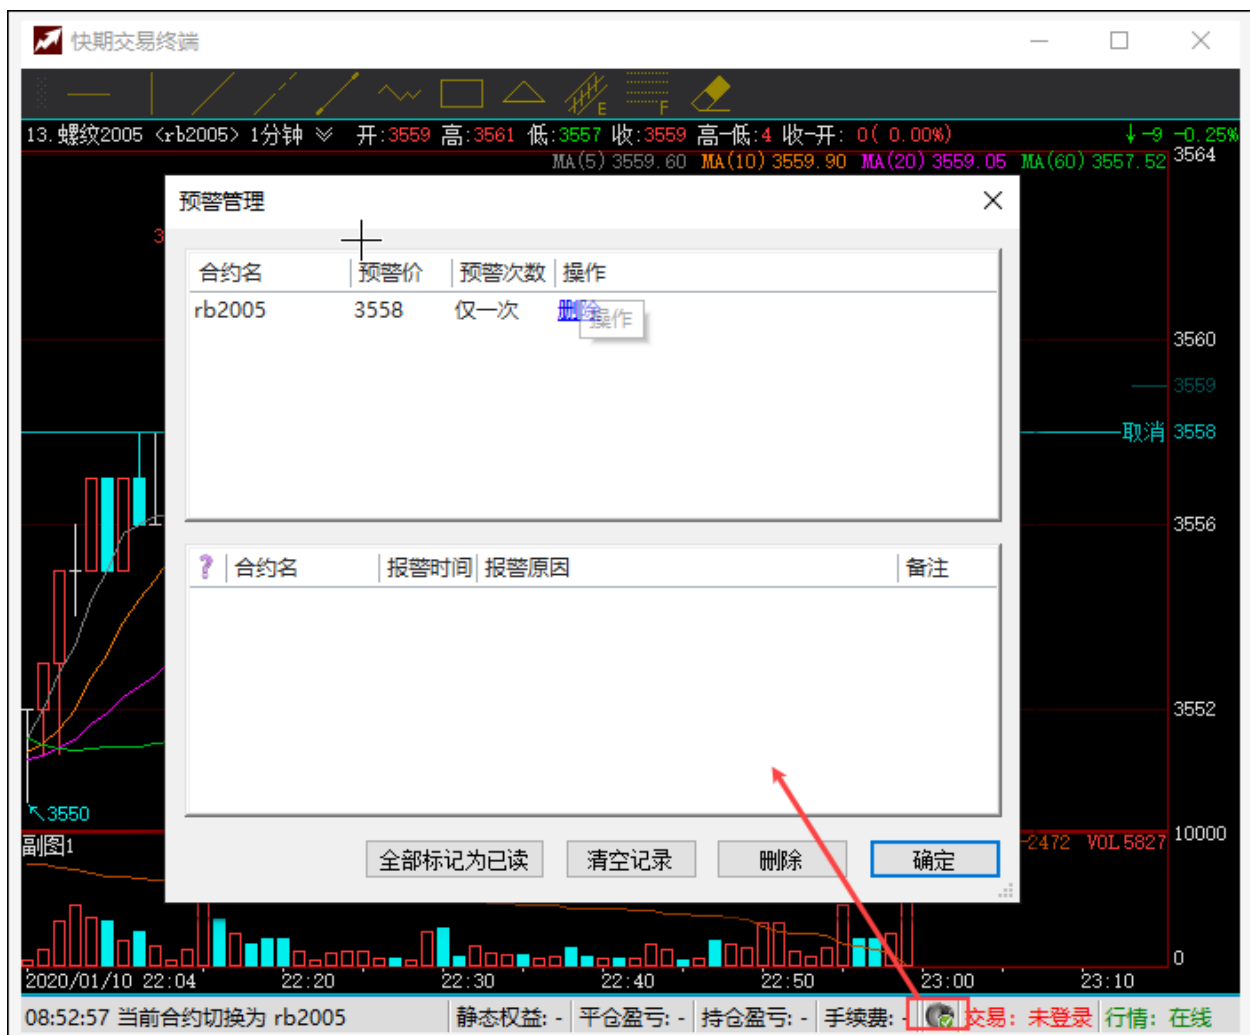 快期交易终端
E
F
13.螺纹2005 <rb2005> 1分钟 开:3559 高:3561 低:3557 收:3559 高-低:4 收-开: 0( 0.00%) ↓-9 -0.25%
MA(5) 3559.60 MA(10) 3559.90 MA(20) 3559.05 MA(60) 3557.52 3564
预警管理
3
合约名 预警价 预警次数 操作
rb2005 3558 仅一次 删除
操作
3560
3559
取消 3558
3556
? 合约名 报警时间 报警原因 备注
3552
3550
副图1 -2472 VOL5827 10000
全部标记为已读 清空记录 删除 确定
0
2020/01/10 22:04 22:20 22:30 22:40 22:50 23:00 23:10
08:52:57 当前合约切换为 rb2005 静态权益: - 平仓盈亏: - 持仓盈亏: - 手续费: - 交易: 未登录 行情: 在线